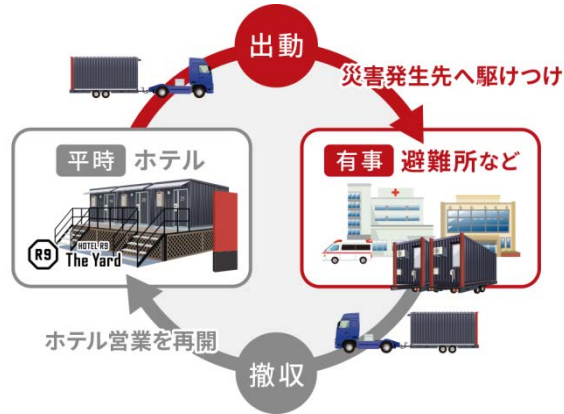 出動
災害発生先へ駆けつけ
平時 ホテル
有事 避難所など
R9 HOTEL R9
The Yard
ホテル営業を再開
撤収